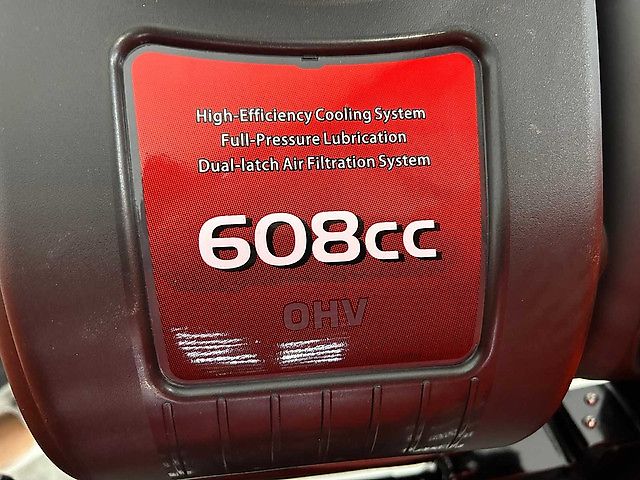 High-Efficiency Cooling System
Full-Pressure Lubrication
Dual-latch Air Filtration System
608cc
OHV